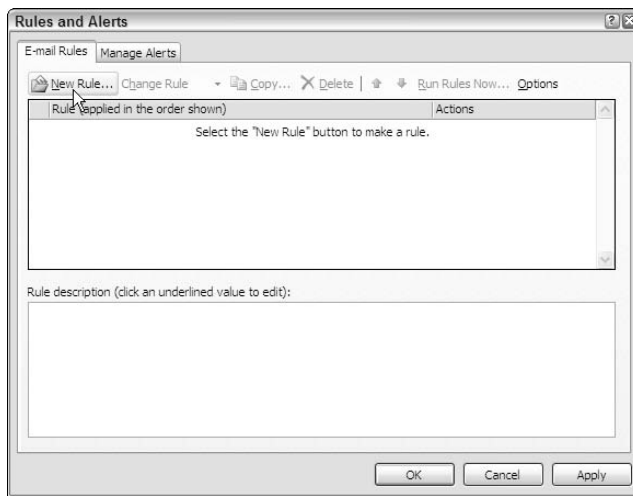 Rules and Alerts
E-mail Rules Manage Alerts
New Rule... Change Rule Copy... Delete Run Rules Now... Options
Rule (applied in the order shown) Actions
Select the "New Rule" button to make a rule.
Rule description (click an underlined value to edit):
OK Cancel Apply